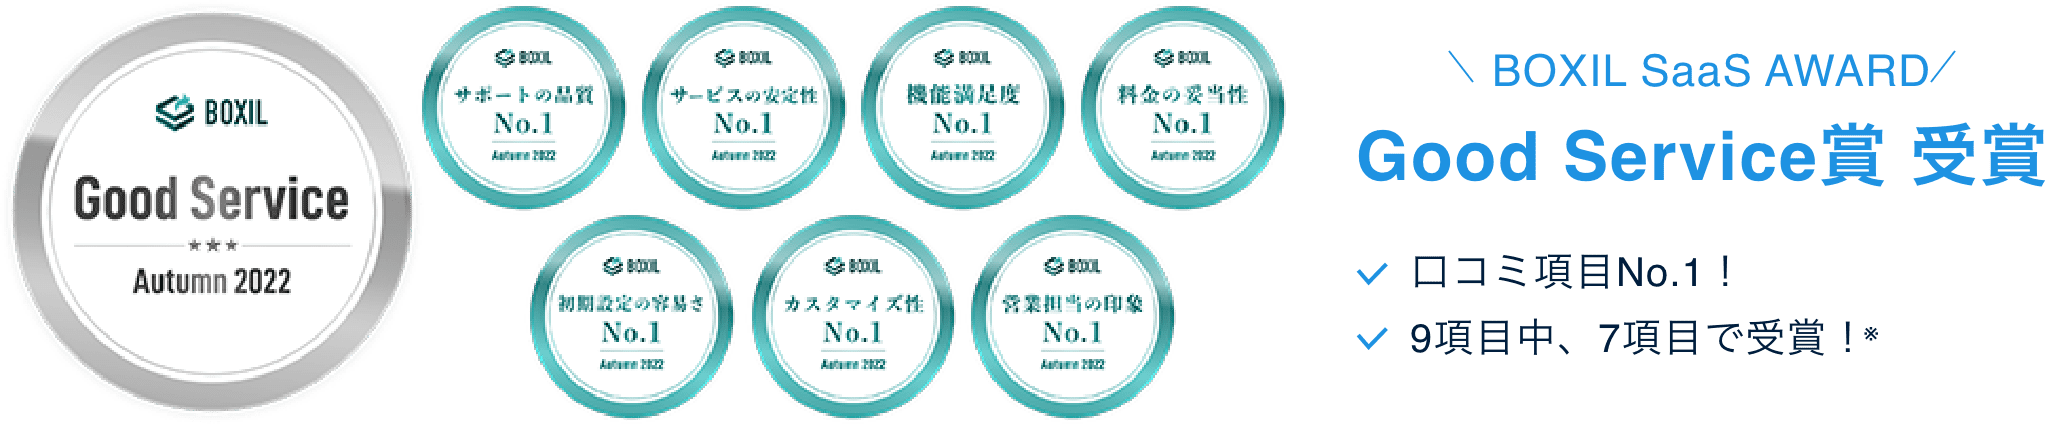 BOXIL
Good Service
Autumn 2022
BOXIL
サポートの品質
No.1
Autumn 2022
BOXIL
サービスの安定性
No.1
Autumn 2022
BOXIL
機能満足度
No.1
Autumn 2022
BOXIL
料金の妥当性
No.1
Autumn 2022
BOXIL
初期設定の容易さ
No.1
Autumn 2022
BOXIL
カスタマイズ性
No.1
Autumn 2022
BOXIL
営業担当の印象
No.1
Autumn 2022
\ BOXIL SaaS AWARD /
Good Service賞 受賞
口コミ項目No.1！
9項目中、7項目で受賞！※